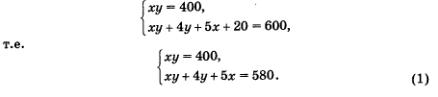 xy = 400,
xy + 4y + 5x + 20 = 600,
т.е.
xy = 400,
xy + 4y + 5x = 580. (1)